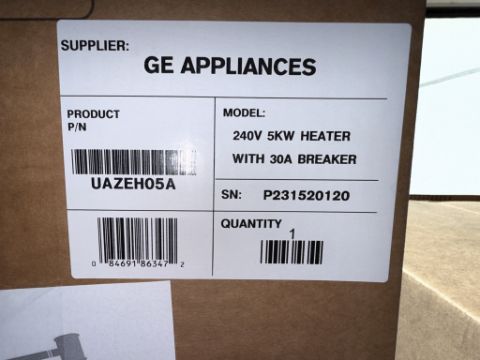 SUPPLIER:
GE APPLIANCES
PRODUCT
P/N
UAZEH05A
0 84691 86347 2
MODEL:
240V 5KW HEATER
WITH 30A BREAKER
SN: P231520120
QUANTITY
1